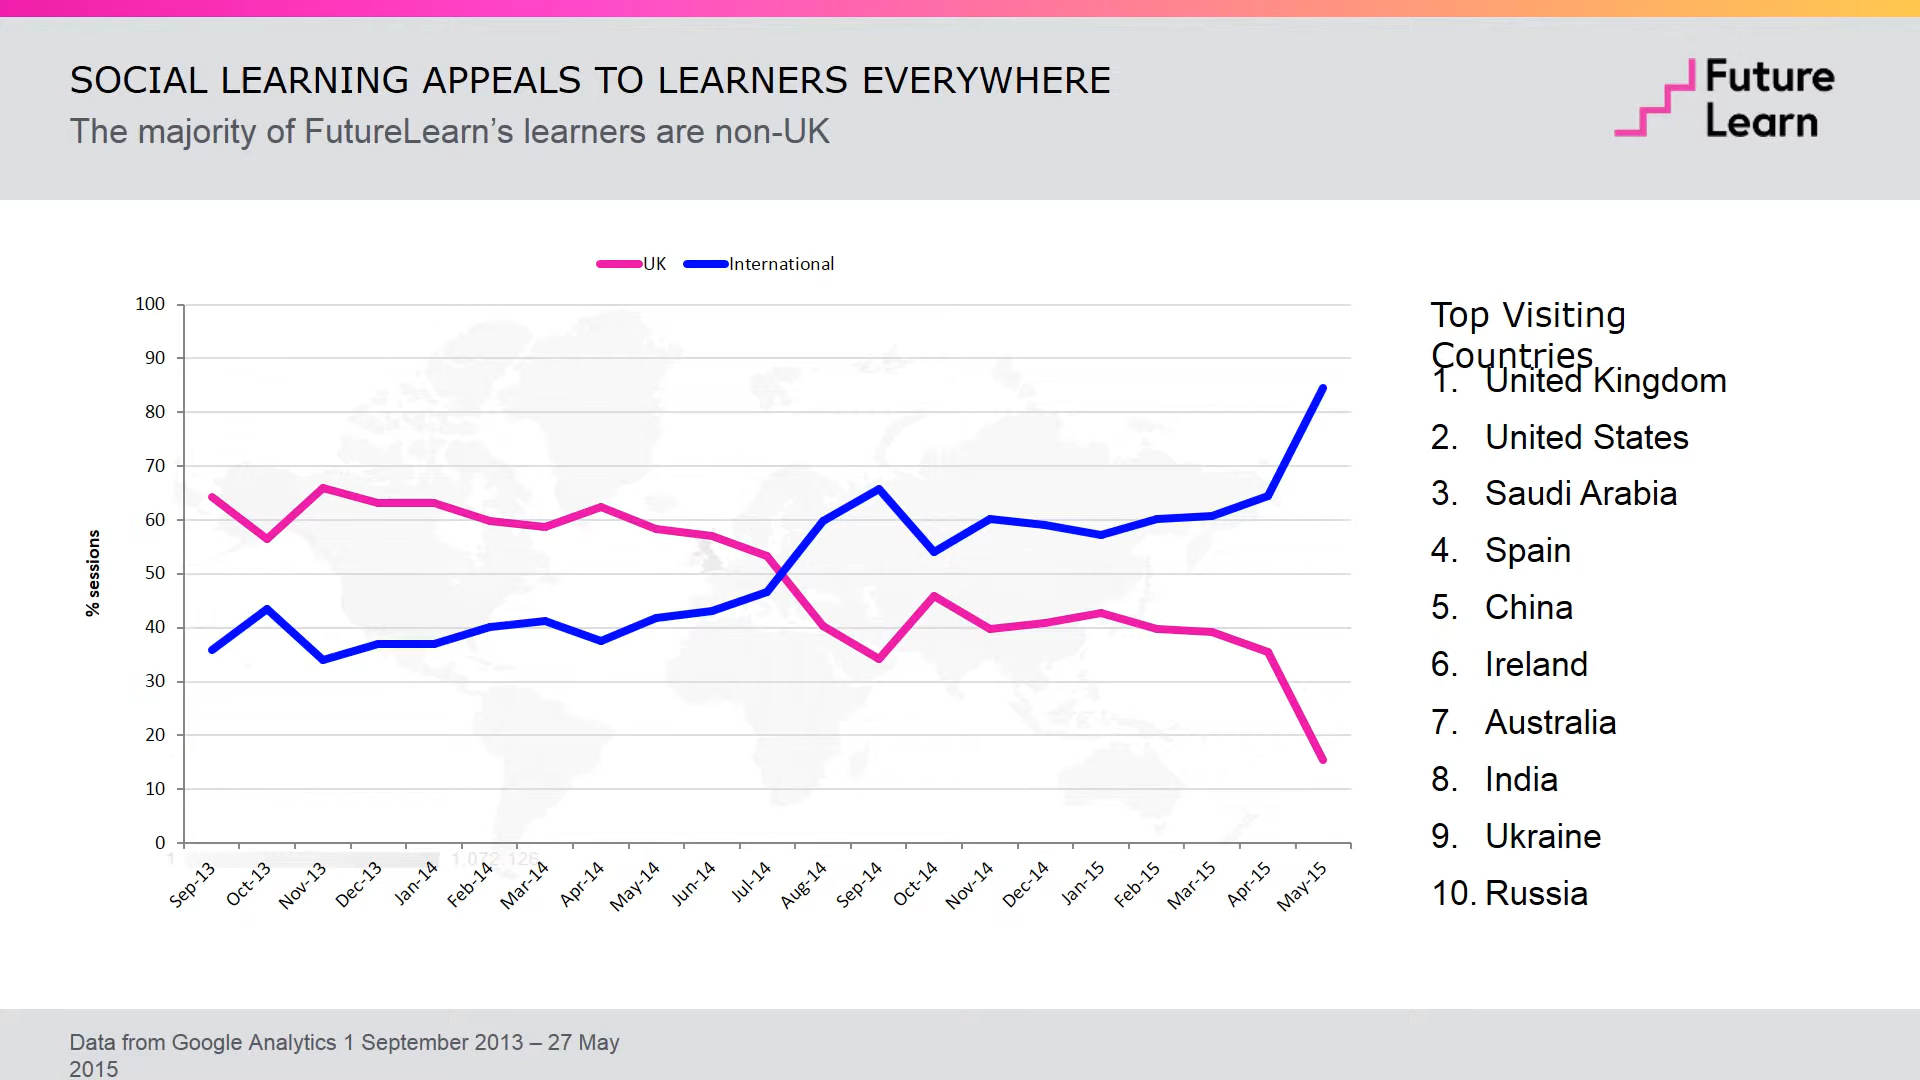 SOCIAL LEARNING APPEALS TO LEARNERS EVERYWHERE
The majority of FutureLearn’s learners are non-UK
Future
Learn
UK
International
100
90
80
70
60
50
40
30
20
10
0
% sessions
1
1,072,126
Sep-13
Oct-13
Nov-13
Dec-13
Jan-14
Feb-14
Mar-14
Apr-14
May-14
Jun-14
Jul-14
Aug-14
Sep-14
Oct-14
Nov-14
Dec-14
Jan-15
Feb-15
Mar-15
Apr-15
May-15
Top Visiting
Countries
1. United Kingdom
2. United States
3. Saudi Arabia
4. Spain
5. China
6. Ireland
7. Australia
8. India
9. Ukraine
10. Russia
Data from Google Analytics 1 September 2013 – 27 May
2015